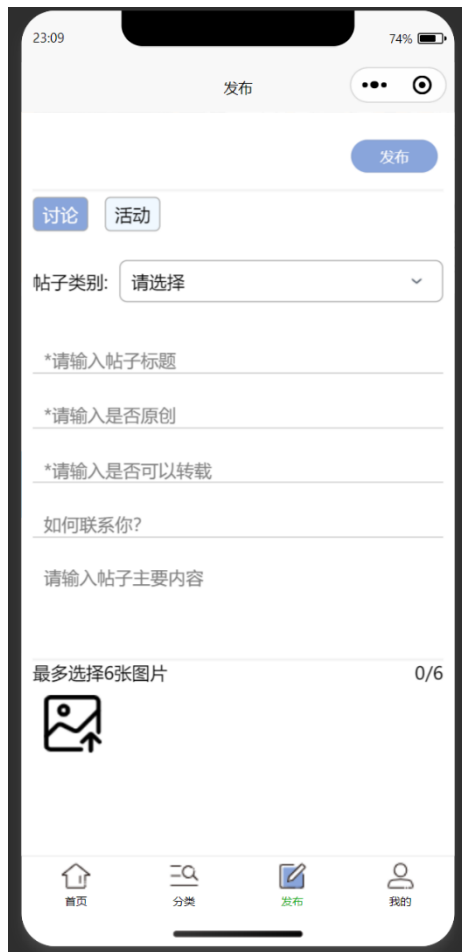 23:09 74%
发布
发布
讨论 活动
帖子类别: 请选择
*请输入帖子标题
*请输入是否原创
*请输入是否可以转载
如何联系你?
请输入帖子主要内容
最多选择6张图片 0/6
首页 分类 发布 我的